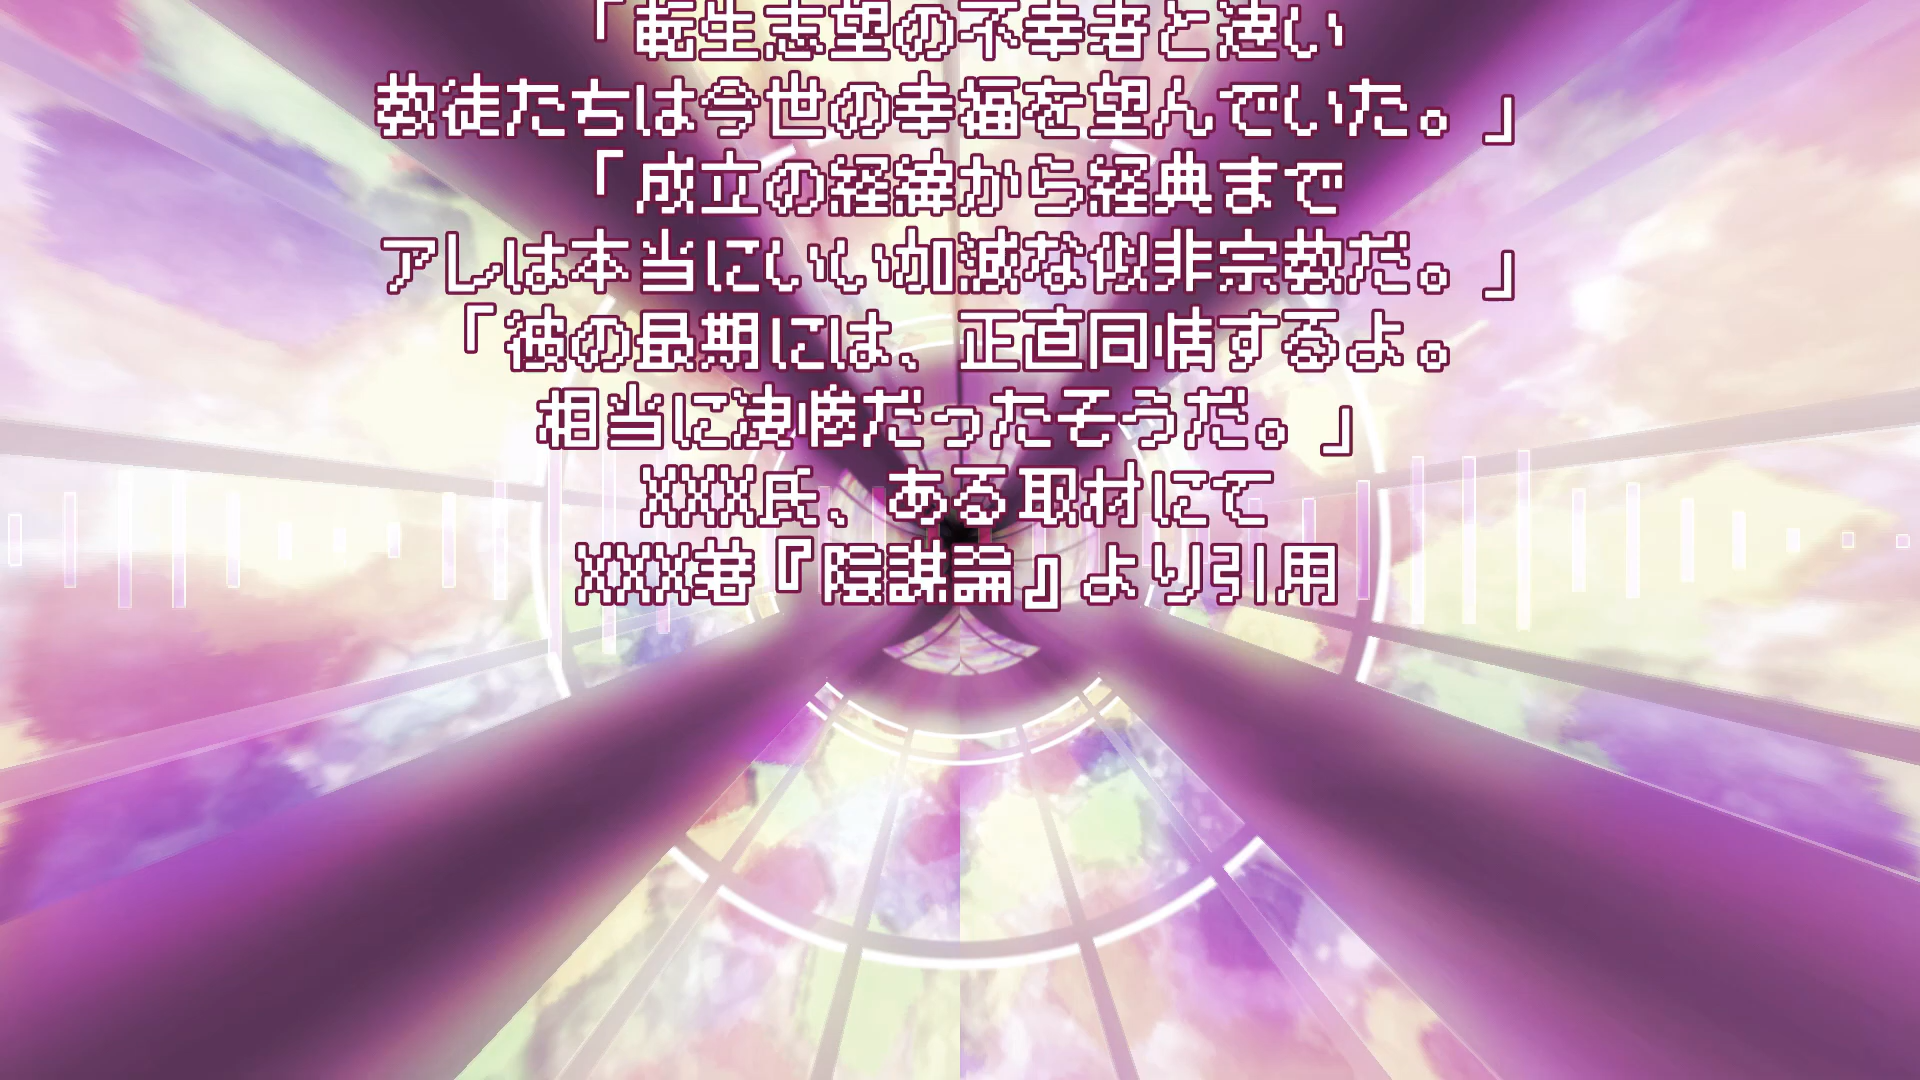 「転生志望の不幸者と違い
教徒たちは今世の幸福を望んでいた。」
「成立の経緯から経典まで
アレは本当にいい加減な似非宗教だ。」
「彼の最期には、正直同情するよ。
相当に凄惨だったそうだ。」
XXX氏、ある取材にて
XXX著『陰謀論』より引用